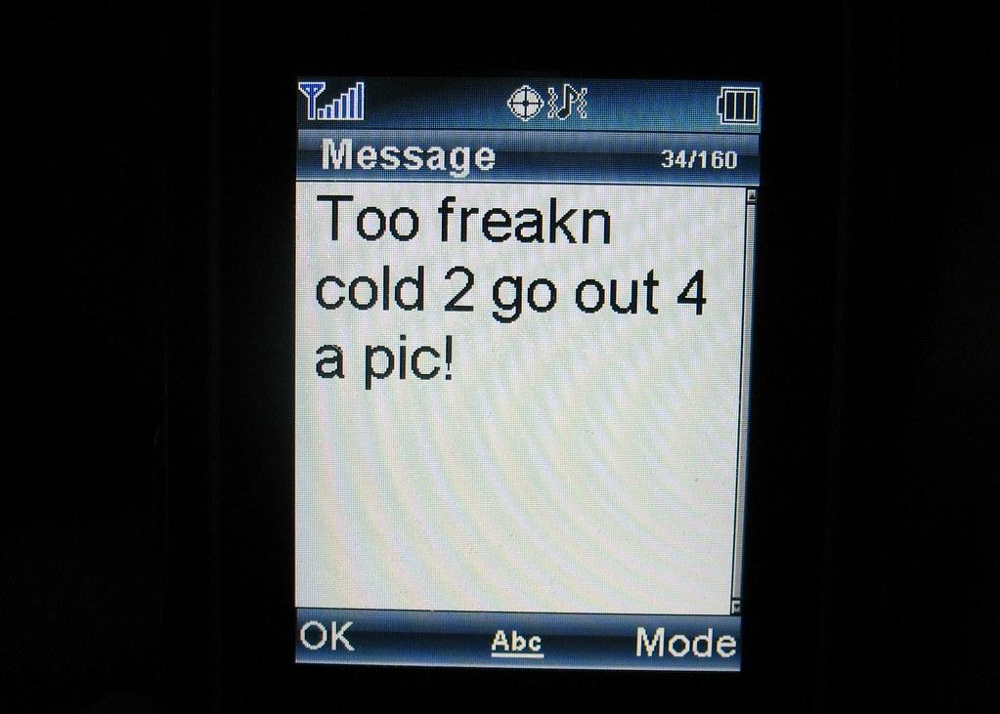 Message 34/160
Too freakn
cold 2 go out 4
a pic!
OK Abc Mode